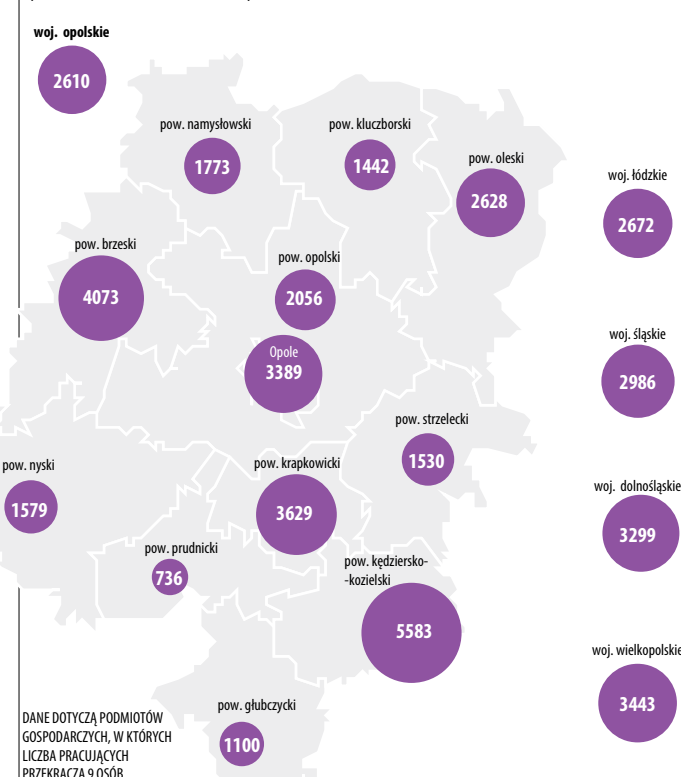 woj. opolskie
2610
pow. namysłowski
1773
pow. kluczborski
1442
pow. oleski
2628
woj. łódzkie
2672
pow. brzeski
4073
pow. opolski
2056
Opole
3389
woj. śląskie
2986
pow. strzelecki
1530
pow. nyski
1579
pow. krapkowicki
3629
woj. dolnośląskie
3299
pow. prudnicki
736
pow. kędziersko-
-kozielski
5583
woj. wielkopolskie
3443
pow. głubczycki
1100
DANE DOTYCZĄ PODMIOTÓW
GOSPODARCZYCH, W KTÓRYCH
LICZBA PRACUJĄCYCH
PRZEKRACZA 9 OSÓB